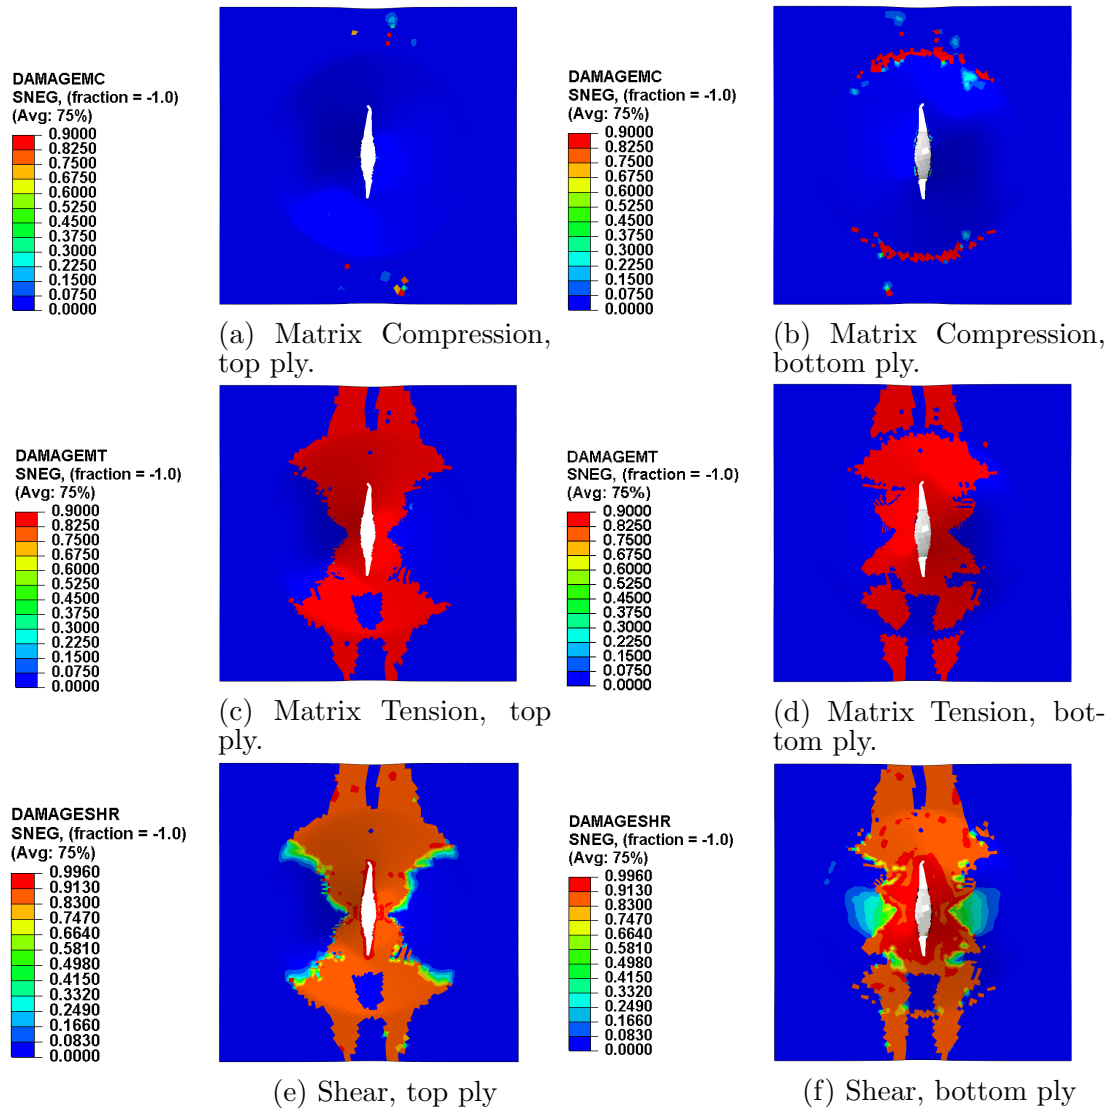 DAMAGEMC
SNEG, (fraction = -1.0)
(Avg: 75%)
0.9000
0.8250
0.7500
0.6750
0.6000
0.5250
0.4500
0.3750
0.3000
0.2250
0.1500
0.0750
0.0000
(a) Matrix Compression,
top ply.
DAMAGEMC
SNEG, (fraction = -1.0)
(Avg: 75%)
0.9000
0.8250
0.7500
0.6750
0.6000
0.5250
0.4500
0.3750
0.3000
0.2250
0.1500
0.0750
0.0000
(b) Matrix Compression,
bottom ply.
DAMAGEMT
SNEG, (fraction = -1.0)
(Avg: 75%)
0.9000
0.8250
0.7500
0.6750
0.6000
0.5250
0.4500
0.3750
0.3000
0.2250
0.1500
0.0750
0.0000
(c) Matrix Tension, top
ply.
DAMAGEMT
SNEG, (fraction = -1.0)
(Avg: 75%)
0.9000
0.8250
0.7500
0.6750
0.6000
0.5250
0.4500
0.3750
0.3000
0.2250
0.1500
0.0750
0.0000
(d) Matrix Tension, bot-
tom ply.
DAMAGESHR
SNEG, (fraction = -1.0)
(Avg: 75%)
0.9960
0.9130
0.8300
0.7470
0.6640
0.5810
0.4980
0.4150
0.3320
0.2490
0.1660
0.0830
0.0000
(e) Shear, top ply
DAMAGESHR
SNEG, (fraction = -1.0)
(Avg: 75%)
0.9960
0.9130
0.8300
0.7470
0.6640
0.5810
0.4980
0.4150
0.3320
0.2490
0.1660
0.0830
0.0000
(f) Shear, bottom ply